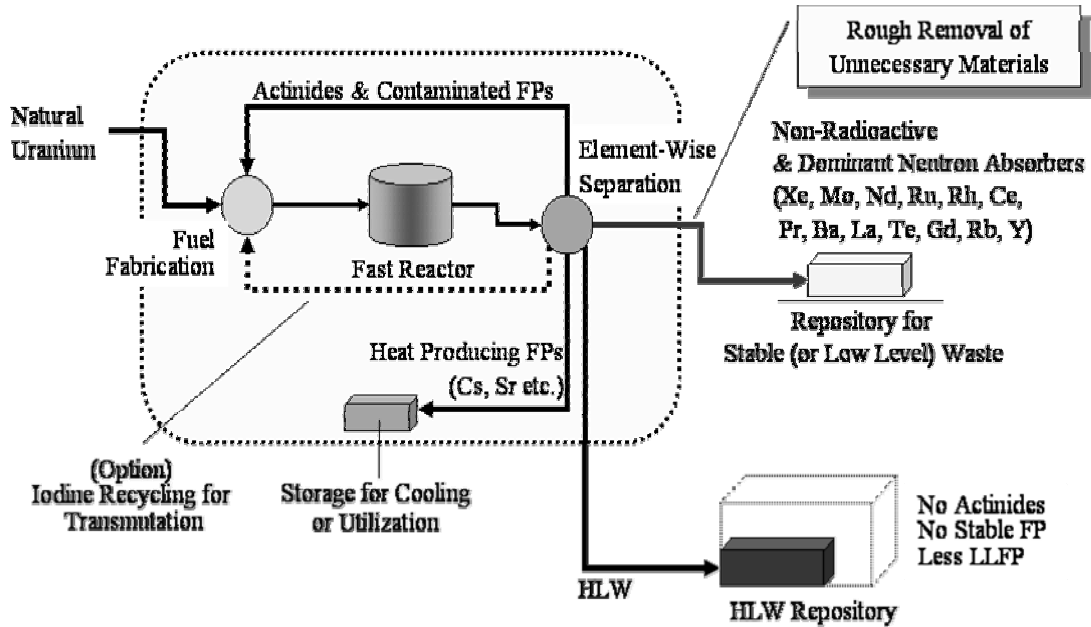 Rough Removal of
Unnecessary Materials
Natural
Uranium
Actinides & Contaminated FPs
Element-Wise
Separation
Non-Radioactive
& Dominant Neutron Absorbers
(Xe, Mo, Nd, Ru, Rh, Ce,
Pr, Ba, La, Te, Gd, Rb, Y)
Fuel
Fabrication
Fast Reactor
Repository for
Stable (or Low Level) Waste
Heat Producing FPs
(Cs, Sr etc.)
(Option)
Iodine Recycling for
Transmutation
Storage for Cooling
or Utilization
No Actinides
No Stable FP
Less LLFP
HLW
HLW Repository